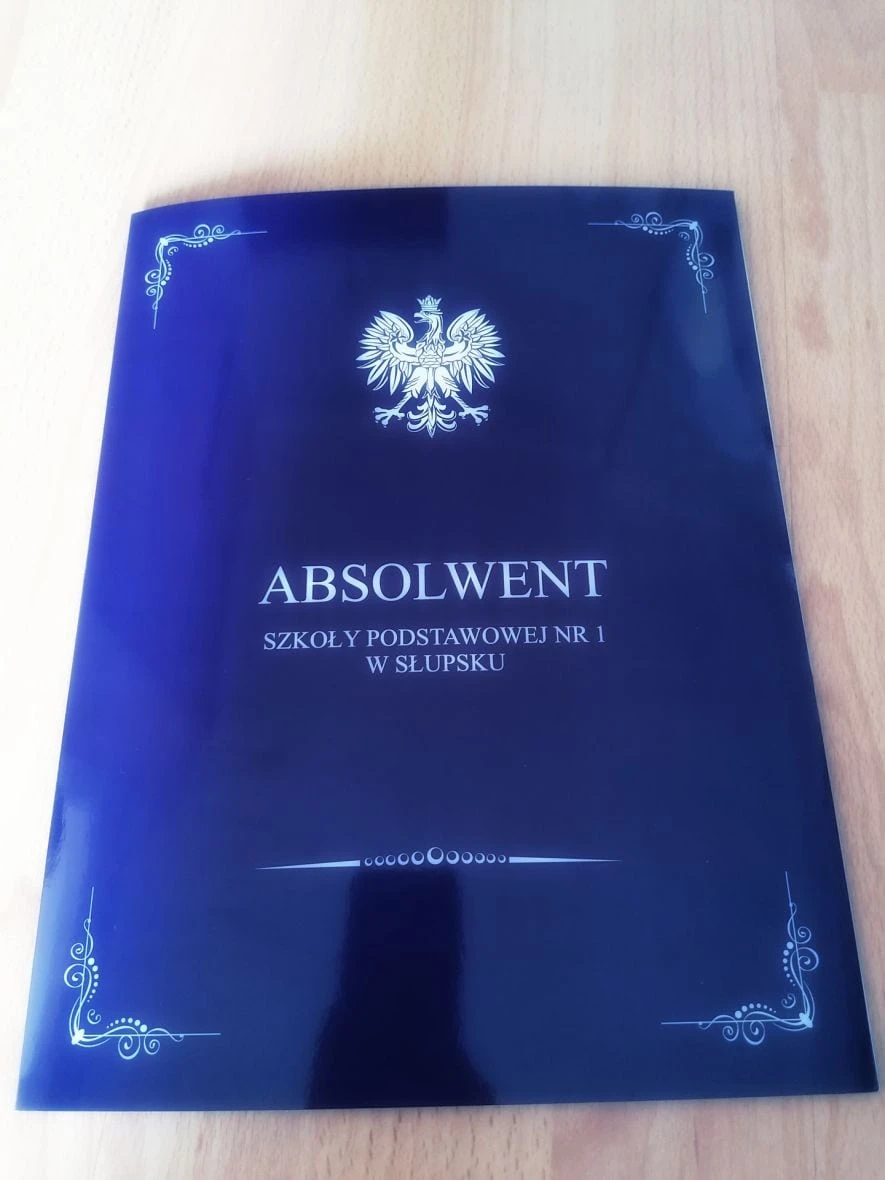 ABSOLWENT
SZKOŁY PODSTAWOWEJ NR 1
W SŁUPSKU